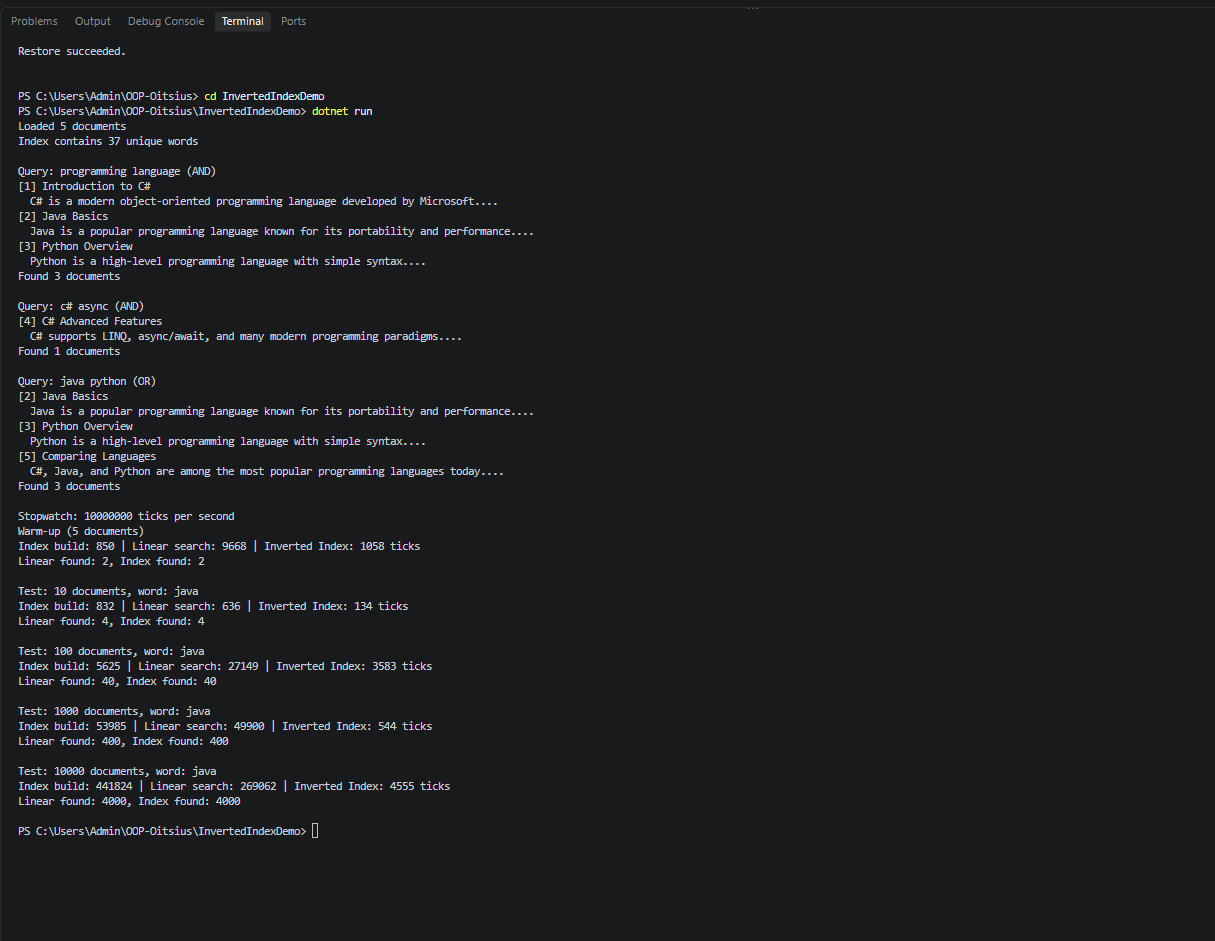 Problems Output Debug Console Terminal Ports
Restore succeeded.
PS C:\Users\Admin\OOP-Oitsius> cd InvertedIndexDemo
PS C:\Users\Admin\OOP-Oitsius\InvertedIndexDemo> dotnet run
Loaded 5 documents
Index contains 37 unique words
Query: programming language (AND)
[1] Introduction to C#
C# is a modern object-oriented programming language developed by Microsoft....
[2] Java Basics
Java is a popular programming language known for its portability and performance....
[3] Python Overview
Python is a high-level programming language with simple syntax....
Found 3 documents
Query: c# async (AND)
[4] C# Advanced Features
C# supports LINQ, async/await, and many modern programming paradigms....
Found 1 documents
Query: java python (OR)
[2] Java Basics
Java is a popular programming language known for its portability and performance....
[3] Python Overview
Python is a high-level programming language with simple syntax....
[5] Comparing Languages
C#, Java, and Python are among the most popular programming languages today....
Found 3 documents
Stopwatch: 10000000 ticks per second
Warm-up (5 documents)
Index build: 850 | Linear search: 9668 | Inverted Index: 1058 ticks
Linear found: 2, Index found: 2
Test: 10 documents, word: java
Index build: 832 | Linear search: 636 | Inverted Index: 134 ticks
Linear found: 4, Index found: 4
Test: 100 documents, word: java
Index build: 5625 | Linear search: 27149 | Inverted Index: 3583 ticks
Linear found: 40, Index found: 40
Test: 1000 documents, word: java
Index build: 53985 | Linear search: 49900 | Inverted Index: 544 ticks
Linear found: 400, Index found: 400
Test: 10000 documents, word: java
Index build: 441824 | Linear search: 269062 | Inverted Index: 4555 ticks
Linear found: 4000, Index found: 4000
PS C:\Users\Admin\OOP-Oitsius\InvertedIndexDemo>